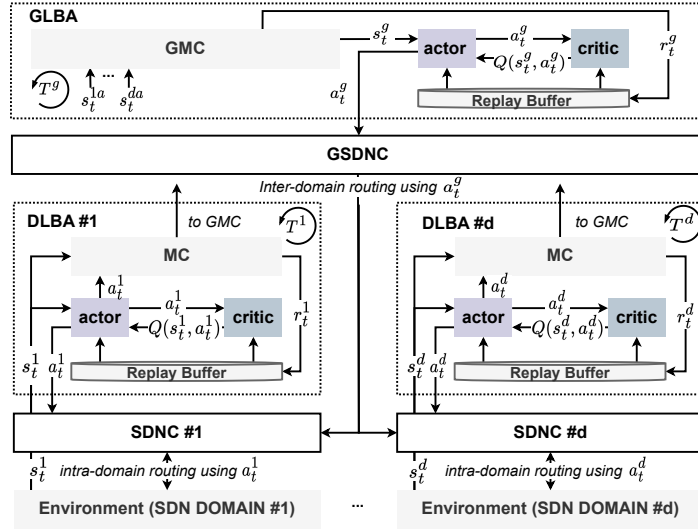 GLBA
GMC
s_t^g
actor
a_t^g
Q(s_t^g, a_t^g)
critic
r_t^g
T^g
s_t^{1a} ... s_t^{da}
a_t^g
Replay Buffer
GSDNC
Inter-domain routing using a_t^g
DLBA #1
to GMC
T^1
MC
a_t^1
actor
a_t^1
Q(s_t^1, a_t^1)
critic
r_t^1
s_t^1
a_t^1
Replay Buffer
SDNC #1
s_t^1
intra-domain routing using a_t^1
Environment (SDN DOMAIN #1)
...
DLBA #d
to GMC
T^d
MC
a_t^d
actor
a_t^d
Q(s_t^d, a_t^d)
critic
r_t^d
s_t^d
a_t^d
Replay Buffer
SDNC #d
s_t^d
intra-domain routing using a_t^d
Environment (SDN DOMAIN #d)